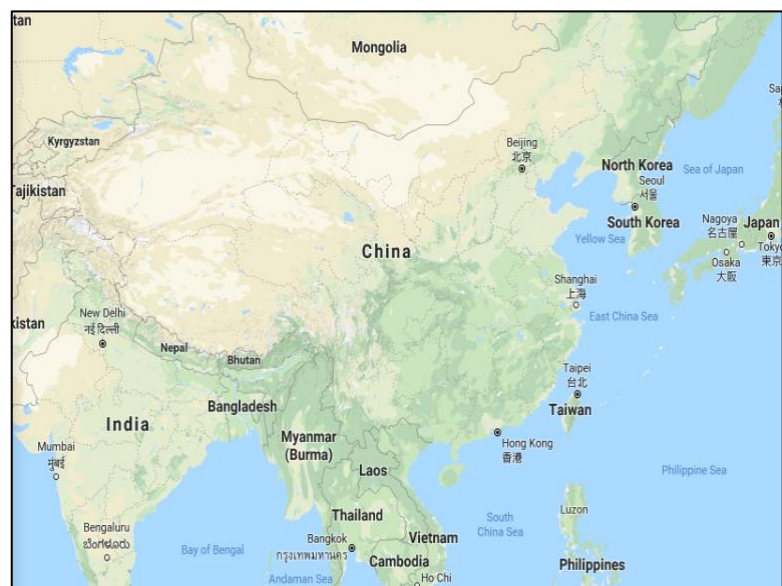 tan
Mongolia
Sap
Kyrgyzstan
Beijing
北京
North Korea
Sea of Japan
Tajikistan
Seoul
서울
South Korea
Nagoya
名古屋
Japan
Yellow Sea
Tokyo
東京
Osaka
大阪
China
Shanghai
上海
New Delhi
नई दिल्ली
kistan
East China Sea
Nepal
Bhutan
Taipei
台北
Bangladesh
Taiwan
India
Myanmar
(Burma)
Hong Kong
香港
Mumbai
मुंबई
Laos
Philippine Sea
Luzon
Thailand
South
China Sea
Bengaluru
ಬೆಂಗಳೂರು
Bay of Bengal
Bangkok
กรุงเทพมหานคร
Vietnam
Cambodia
Philippines
Andaman Sea
Ho Chi